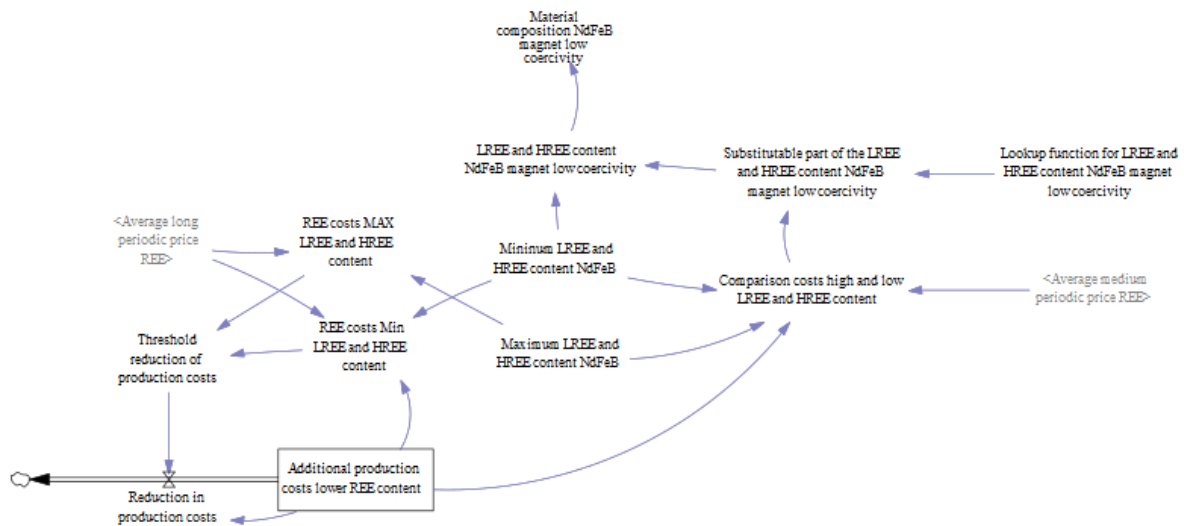 Material
composition NdFeB
magnet low
coercivity
LREE and HREE content
NdFeB magnet low coercivity
Substitutable part of the LREE
and HREE content NdFeB
magnet low coercivity
Lookup function for LREE and
HREE content NdFeB magnet
low coercivity
<Average long
periodic price
REE>
REE costs MAX
LREE and HREE
content
Minimum LREE and
HREE content NdFeB
Comparison costs high and low
LREE and HREE content
<Average medium
periodic price REE>
Threshold
reduction of
production costs
REE costs Min
LREE and HREE
content
Maximum LREE and
HREE content NdFeB
Additional production
costs lower REE content
Reduction in
production costs